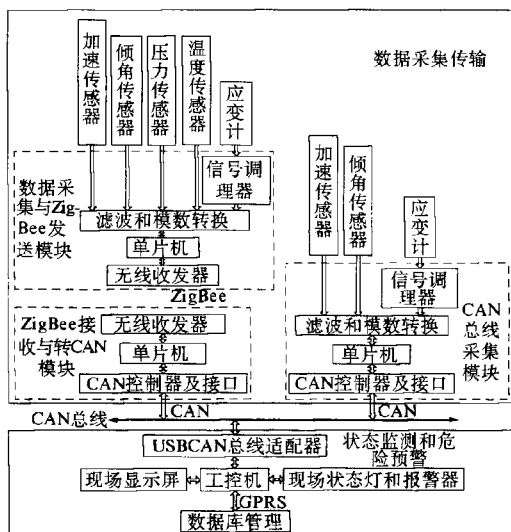 数据采集传输
加速传感器
倾角传感器
压力传感器
温度传感器
应变计
信号调
理器
数据采
集与Zig-
Bee发
送模块
滤波和模数转换
单片机
无线收发器
ZigBee
加速传感器
倾角传感器
应变计
信号调
理器
滤波和模数转换
单片机
CAN控制器及接口
CAN
总线
采集
模块
ZigBee接
收与转CAN
模块
无线收发器
单片机
CAN控制器及接口
CAN总线
CAN
CAN
USBCAN总线适配器
状态监测和危
险预警
现场显示屏
工控机
现场状态灯和报警器
GPRS
数据库管理